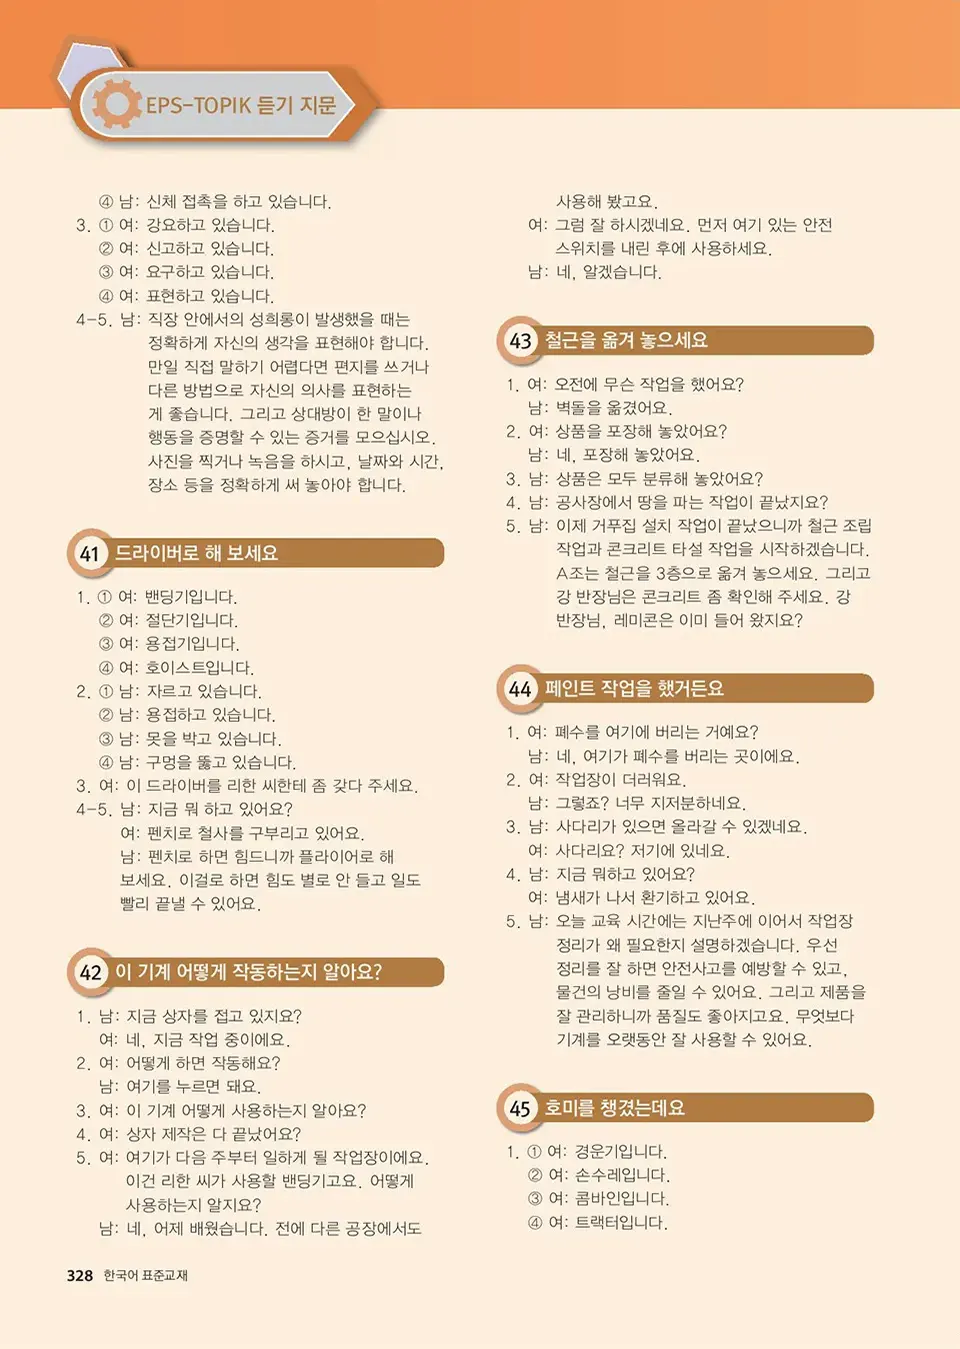 EPS-TOPIK 듣기 지문
④ 남: 신체 접촉을 하고 있습니다.
3. ① 여: 강요하고 있습니다.
② 여: 신고하고 있습니다.
③ 여: 요구하고 있습니다.
④ 여: 표현하고 있습니다.
4-5. 남: 직장 안에서의 성희롱이 발생했을 때는
정확하게 자신의 생각을 표현해야 합니다.
만일 직접 말하기 어렵다면 편지를 쓰거나
다른 방법으로 자신의 의사를 표현하는
게 좋습니다. 그리고 상대방이 한 말이나
행동을 증명할 수 있는 증거를 모으십시오.
사진을 찍거나 녹음을 하시고, 날짜와 시간,
장소 등을 정확하게 써 놓아야 합니다.
41 드라이버로 해 보세요
1. ① 여: 밴딩기입니다.
② 여: 절단기입니다.
③ 여: 용접기입니다.
④ 여: 호이스트입니다.
2. ① 남: 자르고 있습니다.
② 남: 용접하고 있습니다.
③ 남: 못을 박고 있습니다.
④ 남: 구멍을 뚫고 있습니다.
3. 여: 이 드라이버를 리한 씨한테 좀 갖다 주세요.
4-5. 남: 지금 뭐 하고 있어요?
여: 펜치로 철사를 구부리고 있어요.
남: 펜치로 하면 힘드니까 플라이어로 해
보세요. 이걸로 하면 힘도 별로 안 들고 일도
빨리 끝낼 수 있어요.
42 이 기계 어떻게 작동하는지 알아요?
1. 남: 지금 상자를 접고 있지요?
여: 네, 지금 작업 중이에요.
2. 여: 어떻게 하면 작동해요?
남: 여기를 누르면 돼요.
3. 여: 이 기계 어떻게 사용하는지 알아요?
4. 여: 상자 제작은 다 끝났어요?
5. 여: 여기가 다음 주부터 일하게 될 작업장이에요.
이건 리한 씨가 사용할 밴딩기고요. 어떻게
사용하는지 알지요?
남: 네, 어제 배웠습니다. 전에 다른 공장에서도
사용해 봤고요.
여: 그럼 잘 하시겠네요. 먼저 여기 있는 안전
스위치를 내린 후에 사용하세요.
남: 네, 알겠습니다.
43 철근을 옮겨 놓으세요
1. 여: 오전에 무슨 작업을 했어요?
남: 벽돌을 옮겼어요.
2. 여: 상품을 포장해 놓았어요?
남: 네, 포장해 놓았어요.
3. 남: 상품은 모두 분류해 놓았어요?
4. 남: 공사장에서 땅을 파는 작업이 끝났지요?
5. 남: 이제 거푸집 설치 작업이 끝났으니까 철근 조립
작업과 콘크리트 타설 작업을 시작하겠습니다.
A조는 철근을 3층으로 옮겨 놓으세요. 그리고
강 반장님은 콘크리트 좀 확인해 주세요. 강
반장님, 레미콘은 이미 들어 왔지요?
44 페인트 작업을 했거든요
1. 여: 폐수를 여기에 버리는 거예요?
남: 네, 여기가 폐수를 버리는 곳이에요.
2. 여: 작업장이 더러워요.
남: 그렇죠? 너무 지저분하네요.
3. 남: 사다리가 있으면 올라갈 수 있겠네요.
여: 사다리요? 저기에 있네요.
4. 남: 지금 뭐하고 있어요?
여: 냄새가 나서 환기하고 있어요.
5. 남: 오늘 교육 시간에는 지난주에 이어서 작업장
정리가 왜 필요한지 설명하겠습니다. 우선
정리를 잘 하면 안전사고를 예방할 수 있고,
물건의 낭비를 줄일 수 있어요. 그리고 제품을
잘 관리하니까 품질도 좋아지고요. 무엇보다
기계를 오랫동안 잘 사용할 수 있어요.
45 호미를 챙겼는데요
1. ① 여: 경운기입니다.
② 여: 손수레입니다.
③ 여: 콤바인입니다.
④ 여: 트랙터입니다.
328 한국어 표준교재